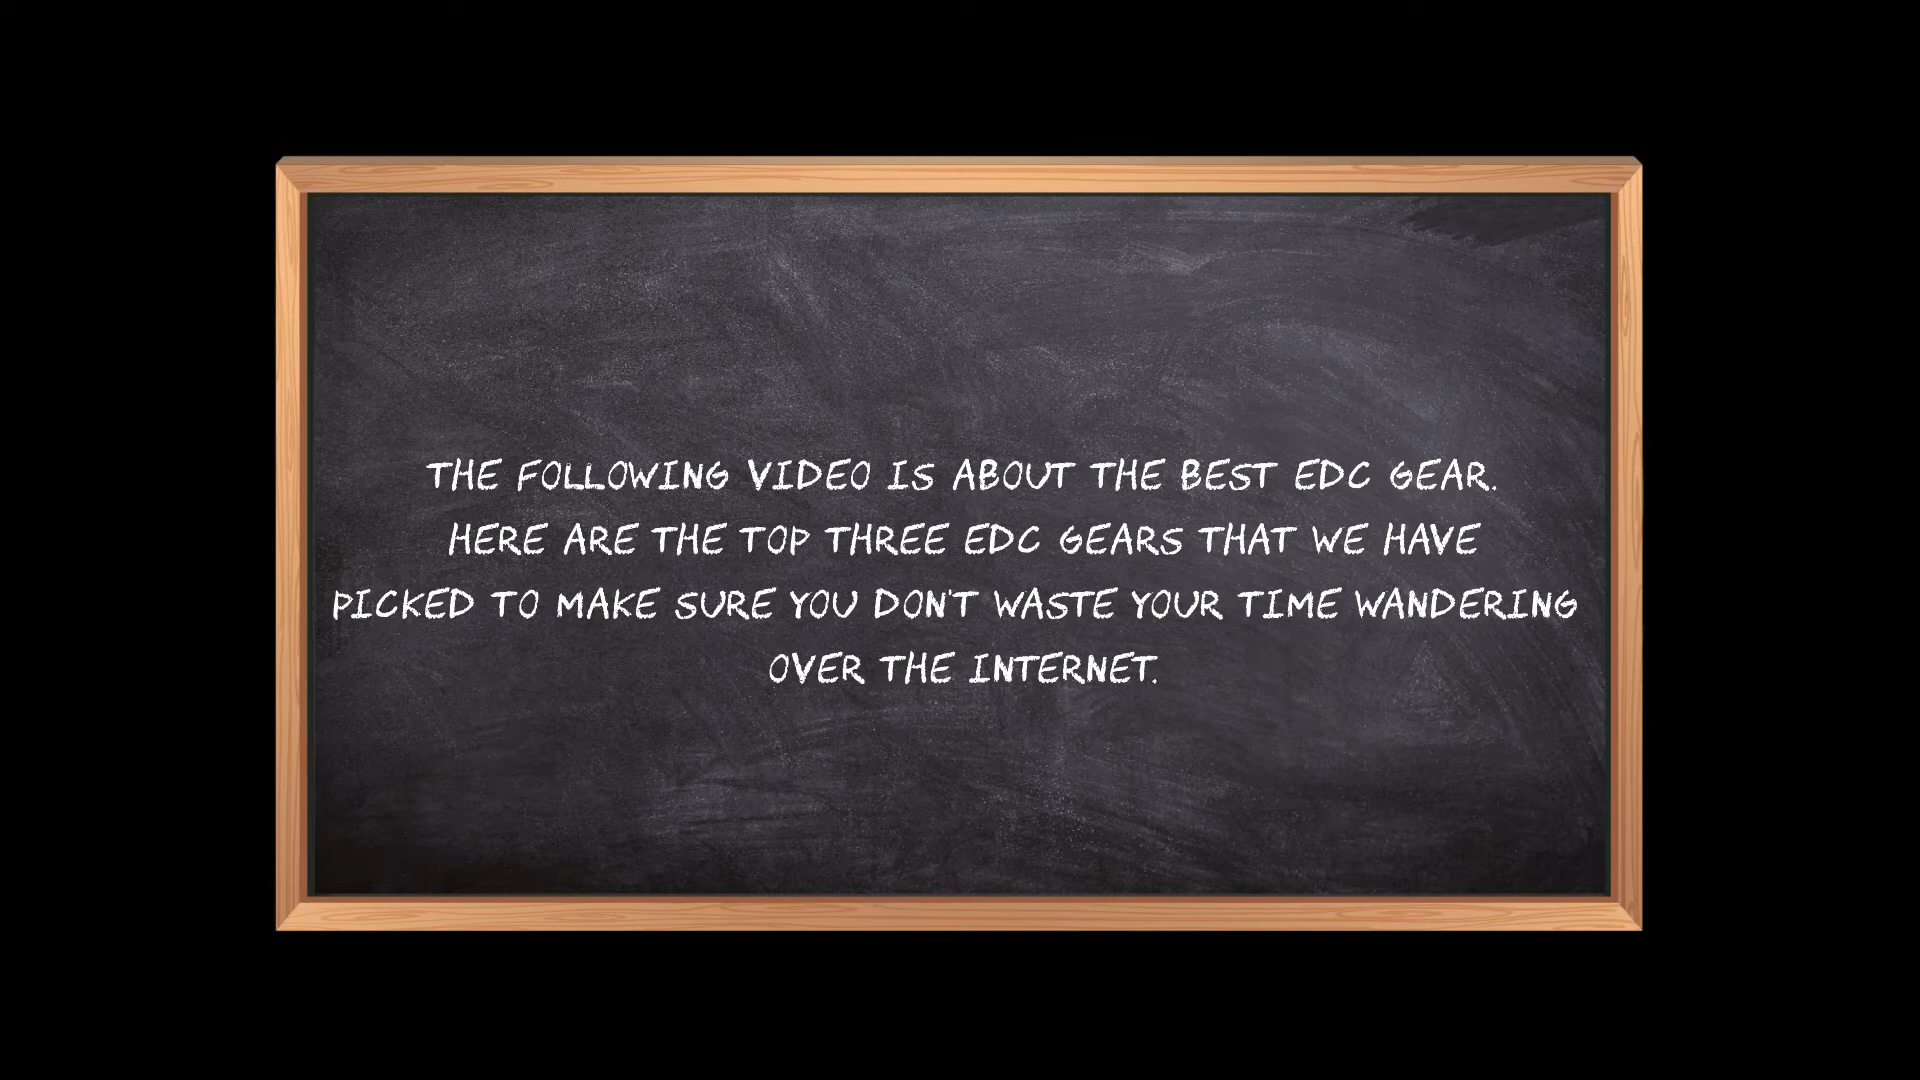 THE FOLLOWING VIDEO IS ABOUT THE BEST EDC GEAR.
HERE ARE THE TOP THREE EDC GEARS THAT WE HAVE
PICKED TO MAKE SURE YOU DON'T WASTE YOUR TIME WANDERING
OVER THE INTERNET.